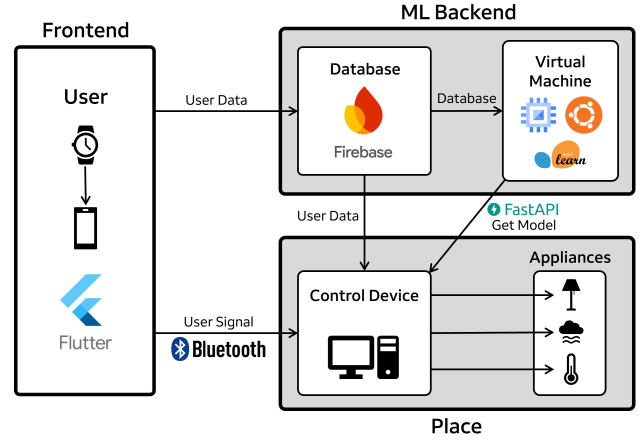 Frontend
ML Backend
User
Flutter
User Data
Database
Firebase
Database
Virtual
Machine
learn
User Data
FastAPI
Get Model
User Signal
Bluetooth
Control Device
Appliances
Place